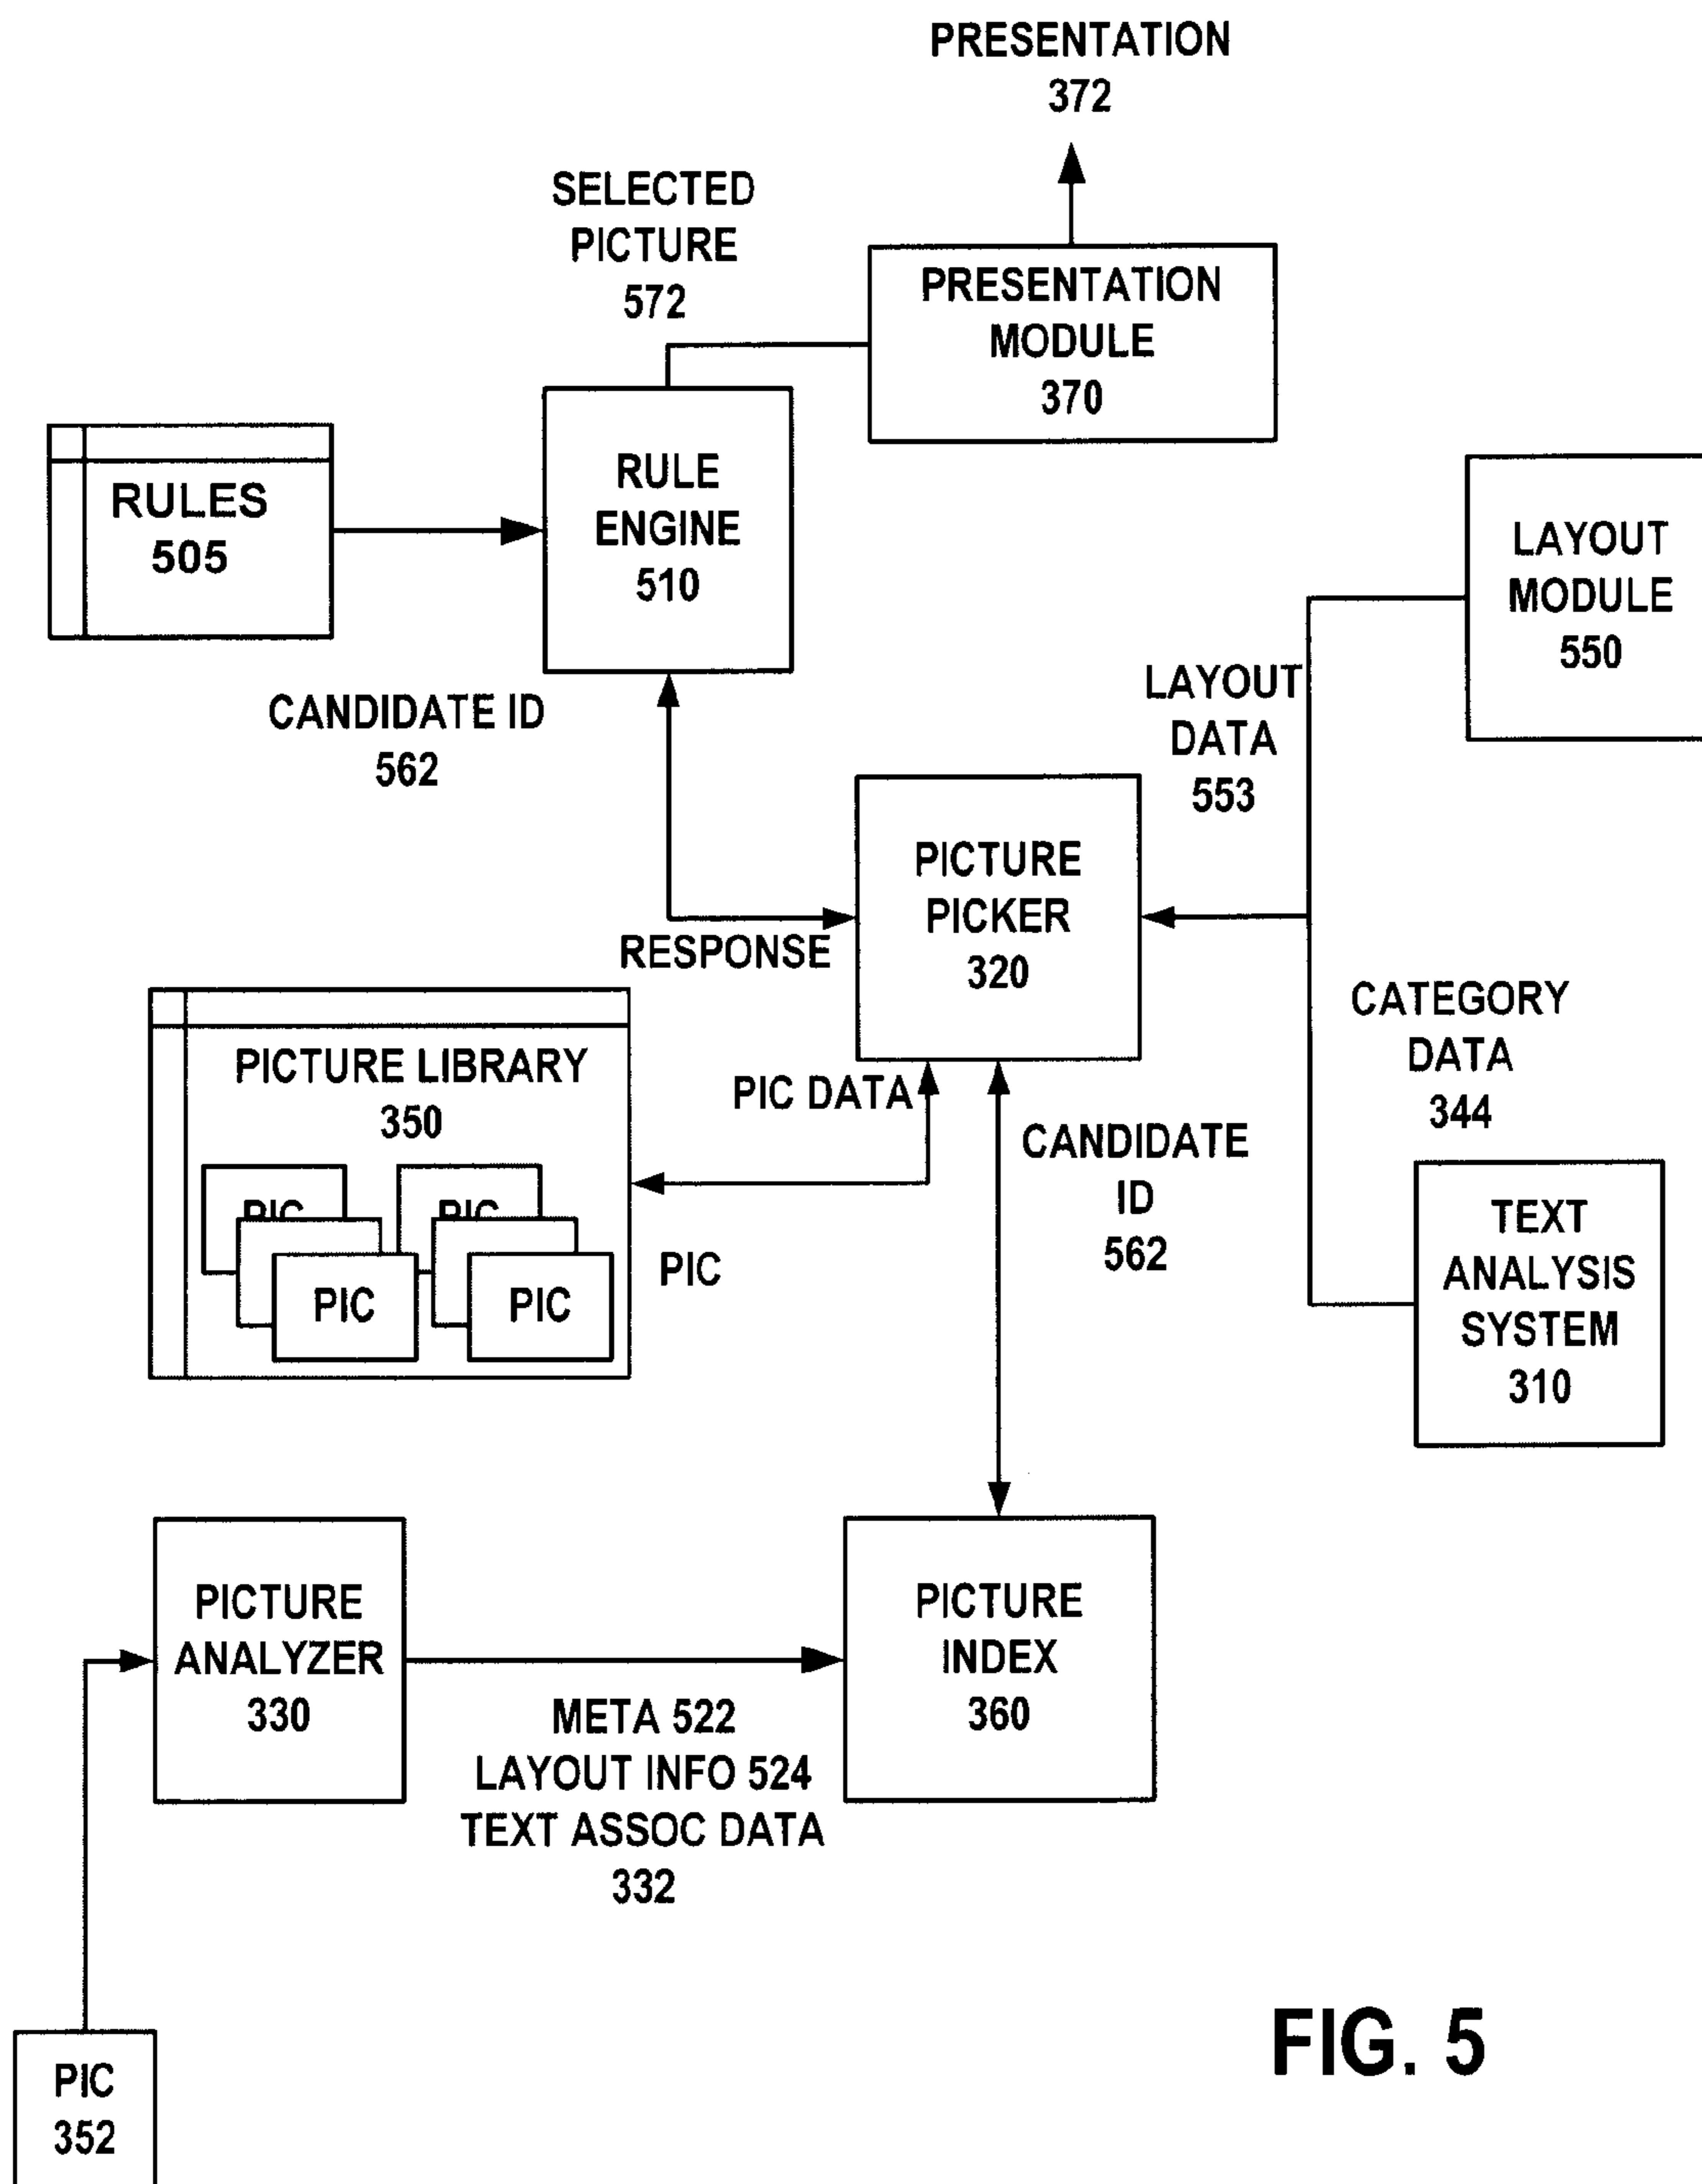 PRESENTATION
372
SELECTED
PICTURE
572
PRESENTATION
MODULE
370
RULES
505
RULE
ENGINE
510
LAYOUT
MODULE
550
CANDIDATE ID
562
LAYOUT
DATA
553
PICTURE
PICKER
320
RESPONSE
CATEGORY
DATA
344
PICTURE LIBRARY
350
PIC DATA
CANDIDATE
ID
562
PIC
PIC
PIC
PIC
PIC
TEXT
ANALYSIS
SYSTEM
310
PICTURE
ANALYZER
330
PICTURE
INDEX
360
META 522
LAYOUT INFO 524
TEXT ASSOC DATA
332
PIC
352
FIG. 5